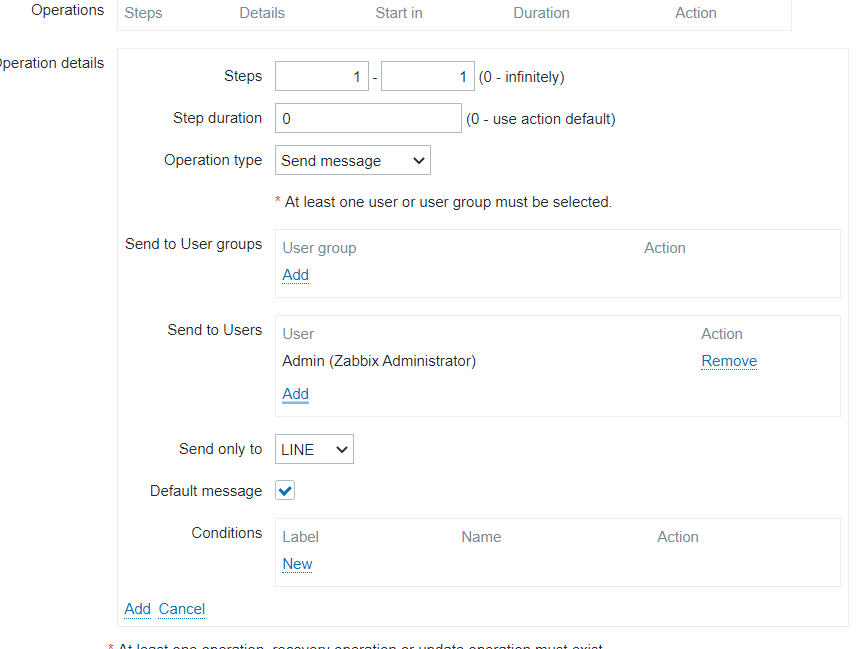 Operations Steps Details Start in Duration Action
Operation details
Steps 1 - 1 (0 - infinitely)
Step duration 0 (0 - use action default)
Operation type Send message
* At least one user or user group must be selected.
Send to User groups User group Action
Add
Send to Users User Action
Admin (Zabbix Administrator) Remove
Add
Send only to LINE
Default message
Conditions Label Name Action
New
Add Cancel
* At least one operation, recovery operation or update operation must exist.